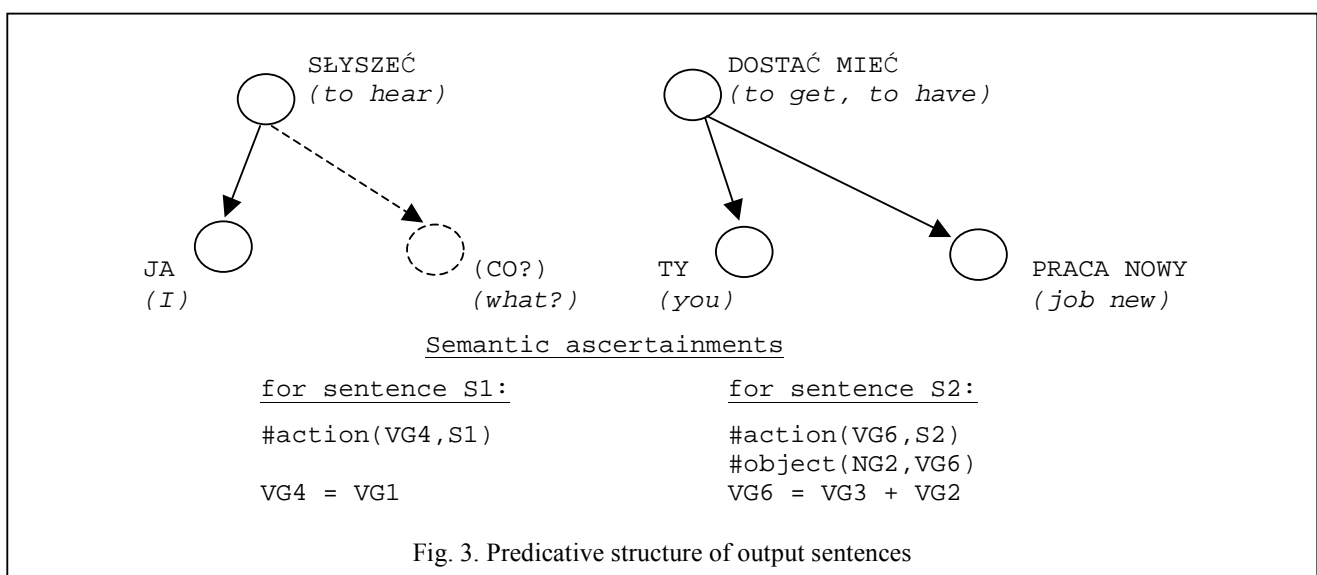 SŁYSZEĆ
(to hear)
JA
(I)
(CO?)
(what?)
DOSTAĆ MIEĆ
(to get, to have)
TY
(you)
PRACA NOWY
(job new)
Semantic ascertainments
for sentence S1:
#action(VG4,S1)
VG4 = VG1
for sentence S2:
#action(VG6,S2)
#object(NG2,VG6)
VG6 = VG3 + VG2
Fig. 3. Predicative structure of output sentences